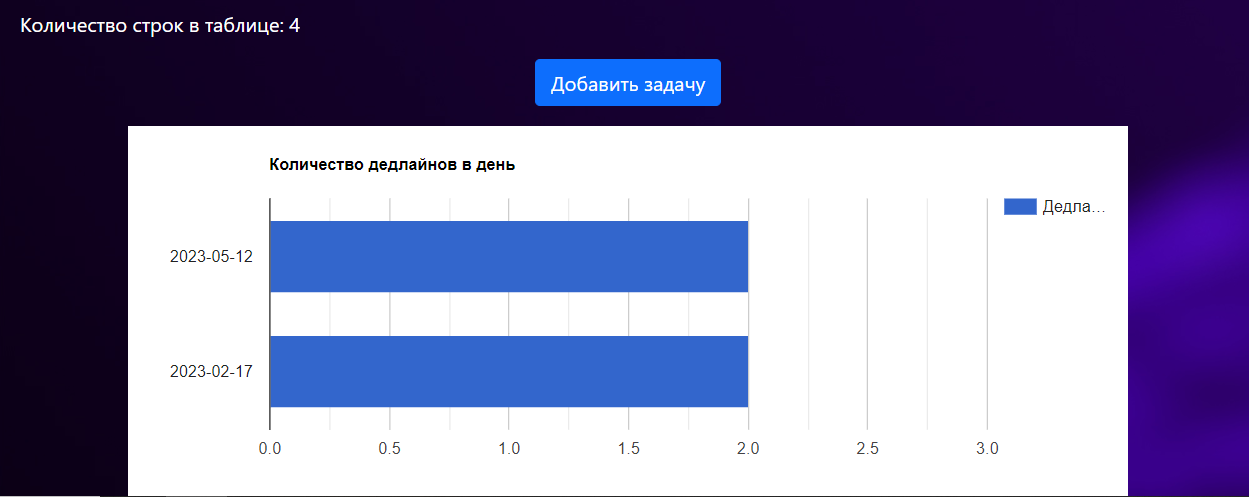 Количество строк в таблице: 4
Добавить задачу
Количество дедлайнов в день
Дедла...
2023-05-12
2023-02-17
0.0 0.5 1.0 1.5 2.0 2.5 3.0